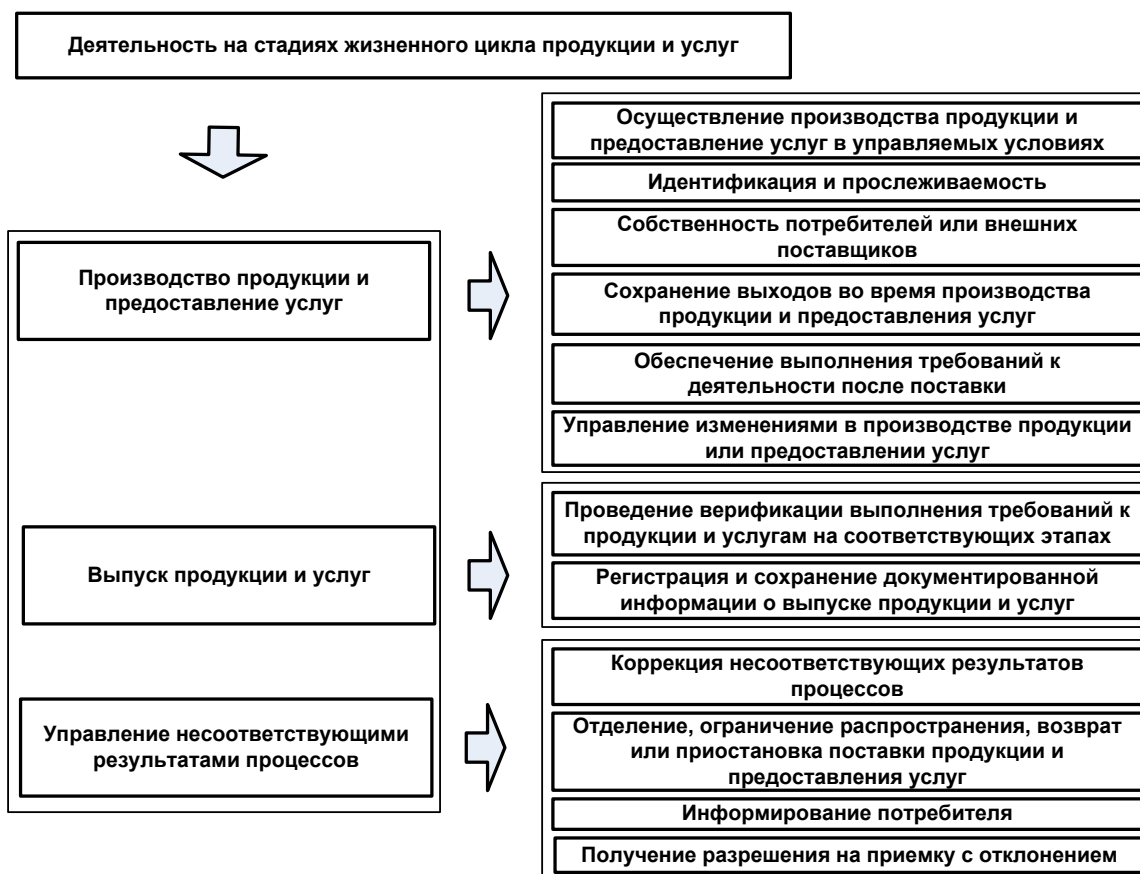 Деятельность на стадиях жизненного цикла продукции и услуг
Производство продукции и
предоставление услуг
Осуществление производства продукции и
предоставление услуг в управляемых условиях
Идентификация и прослеживаемость
Собственность потребителей или внешних
поставщиков
Сохранение выходов во время производства
продукции и предоставления услуг
Обеспечение выполнения требований к
деятельности после поставки
Управление изменениями в производстве продукции
или предоставлении услуг
Выпуск продукции и услуг
Проведение верификации выполнения требований к
продукции и услугам на соответствующих этапах
Регистрация и сохранение документированной
информации о выпуске продукции и услуг
Управление несоответствующими
результатами процессов
Коррекция несоответствующих результатов
процессов
Отделение, ограничение распространения, возврат
или приостановка поставки продукции и
предоставления услуг
Информирование потребителя
Получение разрешения на приемку с отклонением